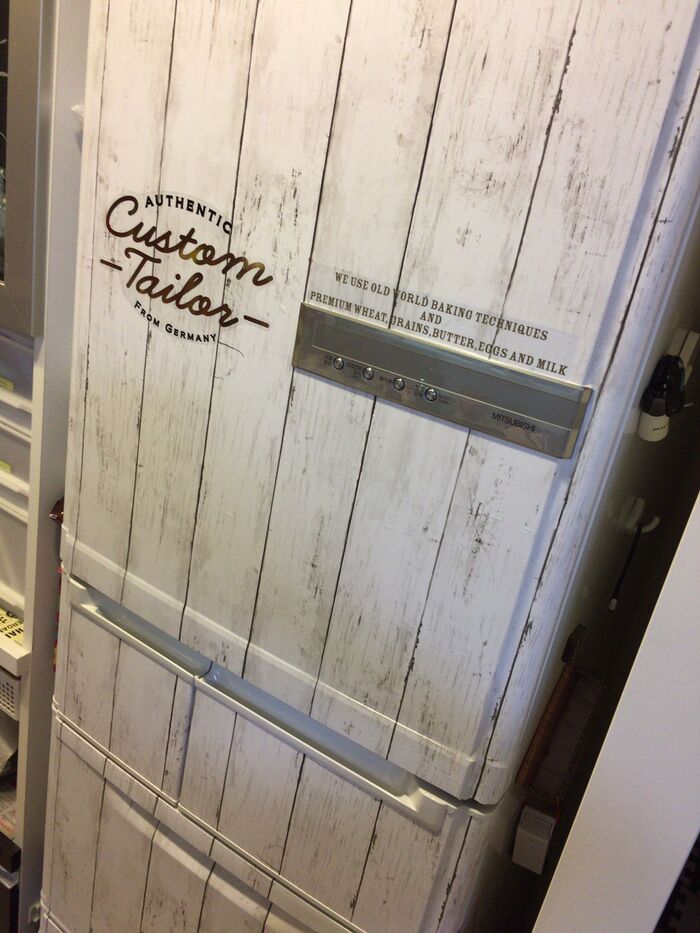 AUTHENTIC
Custom
-Tailor-
FROM GERMANY
WE USE OLD WORLD BAKING TECHNIQUES
AND
PREMIUM WHEAT, GRAINS, BUTTER, EGGS AND MILK
MITSUBISHI